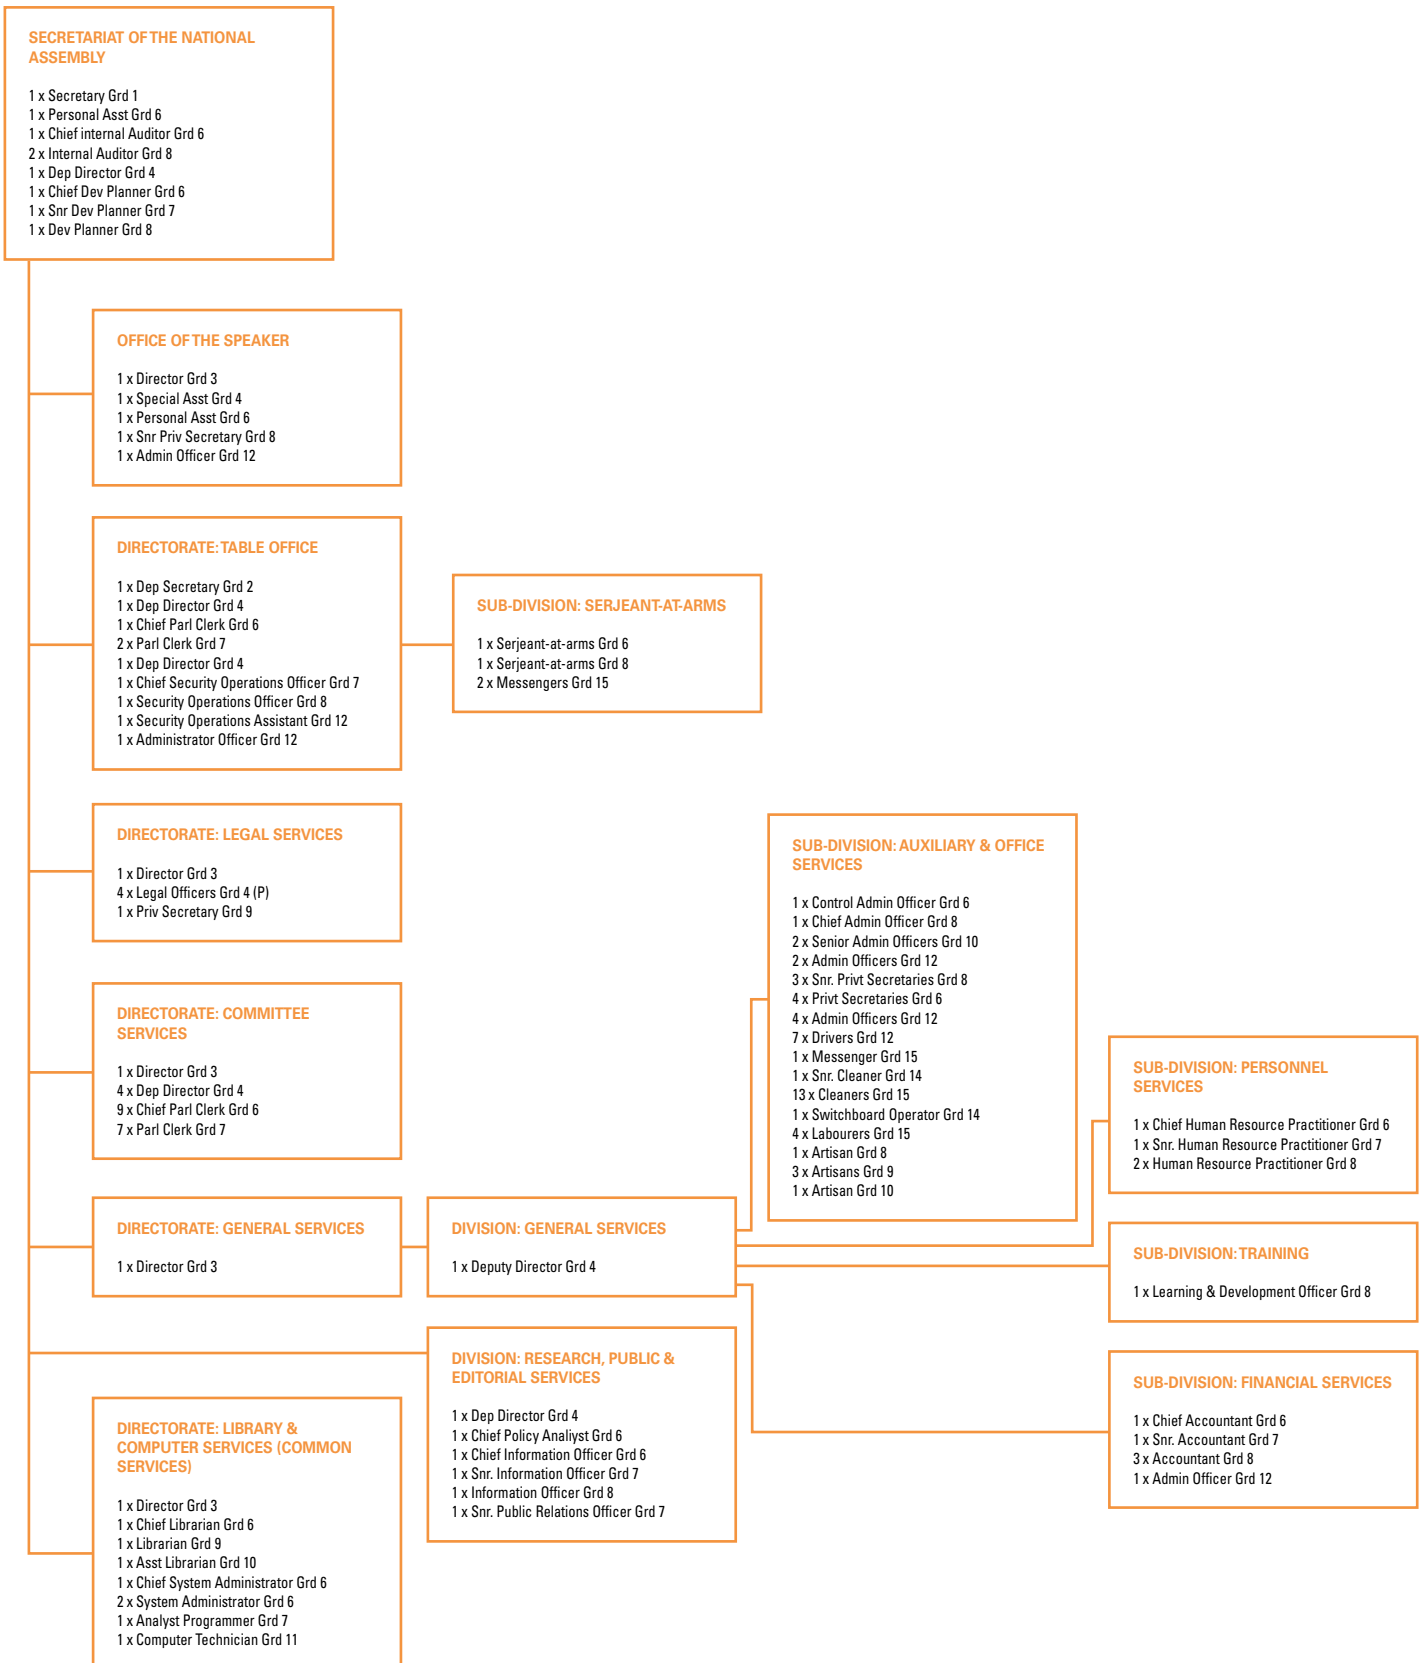 SECRETARIAT OF THE NATIONAL
ASSEMBLY
1 x Secretary Grd 1
1 x Personal Asst Grd 6
1 x Chief internal Auditor Grd 6
2 x Internal Auditor Grd 8
1 x Dep Director Grd 4
1 x Chief Dev Planner Grd 6
1 x Snr Dev Planner Grd 7
1 x Dev Planner Grd 8
OFFICE OF THE SPEAKER
1 x Director Grd 3
1 x Special Asst Grd 4
1 x Personal Asst Grd 6
1 x Snr Priv Secretary Grd 8
1 x Admin Officer Grd 12
DIRECTORATE: TABLE OFFICE
1 x Dep Secretary Grd 2
1 x Dep Director Grd 4
1 x Chief Parl Clerk Grd 6
2 x Parl Clerk Grd 7
1 x Dep Director Grd 4
1 x Chief Security Operations Officer Grd 7
1 x Security Operations Officer Grd 8
1 x Security Operations Assistant Grd 12
1 x Administrator Officer Grd 12
SUB-DIVISION: SERJEANT-AT-ARMS
1 x Serjeant-at-arms Grd 6
1 x Serjeant-at-arms Grd 8
2 x Messengers Grd 15
DIRECTORATE: LEGAL SERVICES
1 x Director Grd 3
4 x Legal Officers Grd 4 (P)
1 x Priv Secretary Grd 9
DIRECTORATE: COMMITTEE
SERVICES
1 x Director Grd 3
4 x Dep Director Grd 4
9 x Chief Parl Clerk Grd 6
7 x Parl Clerk Grd 7
DIRECTORATE: GENERAL SERVICES
1 x Director Grd 3
DIVISION: GENERAL SERVICES
1 x Deputy Director Grd 4
SUB-DIVISION: AUXILIARY & OFFICE
SERVICES
1 x Control Admin Officer Grd 6
1 x Chief Admin Officer Grd 8
2 x Senior Admin Officers Grd 10
2 x Admin Officers Grd 12
3 x Snr. Privt Secretaries Grd 8
4 x Privt Secretaries Grd 6
4 x Admin Officers Grd 12
7 x Drivers Grd 12
1 x Messenger Grd 15
1 x Snr. Cleaner Grd 14
13 x Cleaners Grd 15
1 x Switchboard Operator Grd 14
4 x Labourers Grd 15
1 x Artisan Grd 8
3 x Artisans Grd 9
1 x Artisan Grd 10
SUB-DIVISION: PERSONNEL
SERVICES
1 x Chief Human Resource Practitioner Grd 6
1 x Snr. Human Resource Practitioner Grd 7
2 x Human Resource Practitioner Grd 8
SUB-DIVISION: TRAINING
1 x Learning & Development Officer Grd 8
SUB-DIVISION: FINANCIAL SERVICES
1 x Chief Accountant Grd 6
1 x Snr. Accountant Grd 7
3 x Accountant Grd 8
1 x Admin Officer Grd 12
DIVISION: RESEARCH, PUBLIC &
EDITORIAL SERVICES
1 x Dep Director Grd 4
1 x Chief Policy Analiyst Grd 6
1 x Chief Information Officer Grd 6
1 x Snr. Information Officer Grd 7
1 x Information Officer Grd 8
1 x Snr. Public Relations Officer Grd 7
DIRECTORATE: LIBRARY &
COMPUTER SERVICES (COMMON
SERVICES)
1 x Director Grd 3
1 x Chief Librarian Grd 6
1 x Librarian Grd 9
1 x Asst Librarian Grd 10
1 x Chief System Administrator Grd 6
2 x System Administrator Grd 6
1 x Analyst Programmer Grd 7
1 x Computer Technician Grd 11